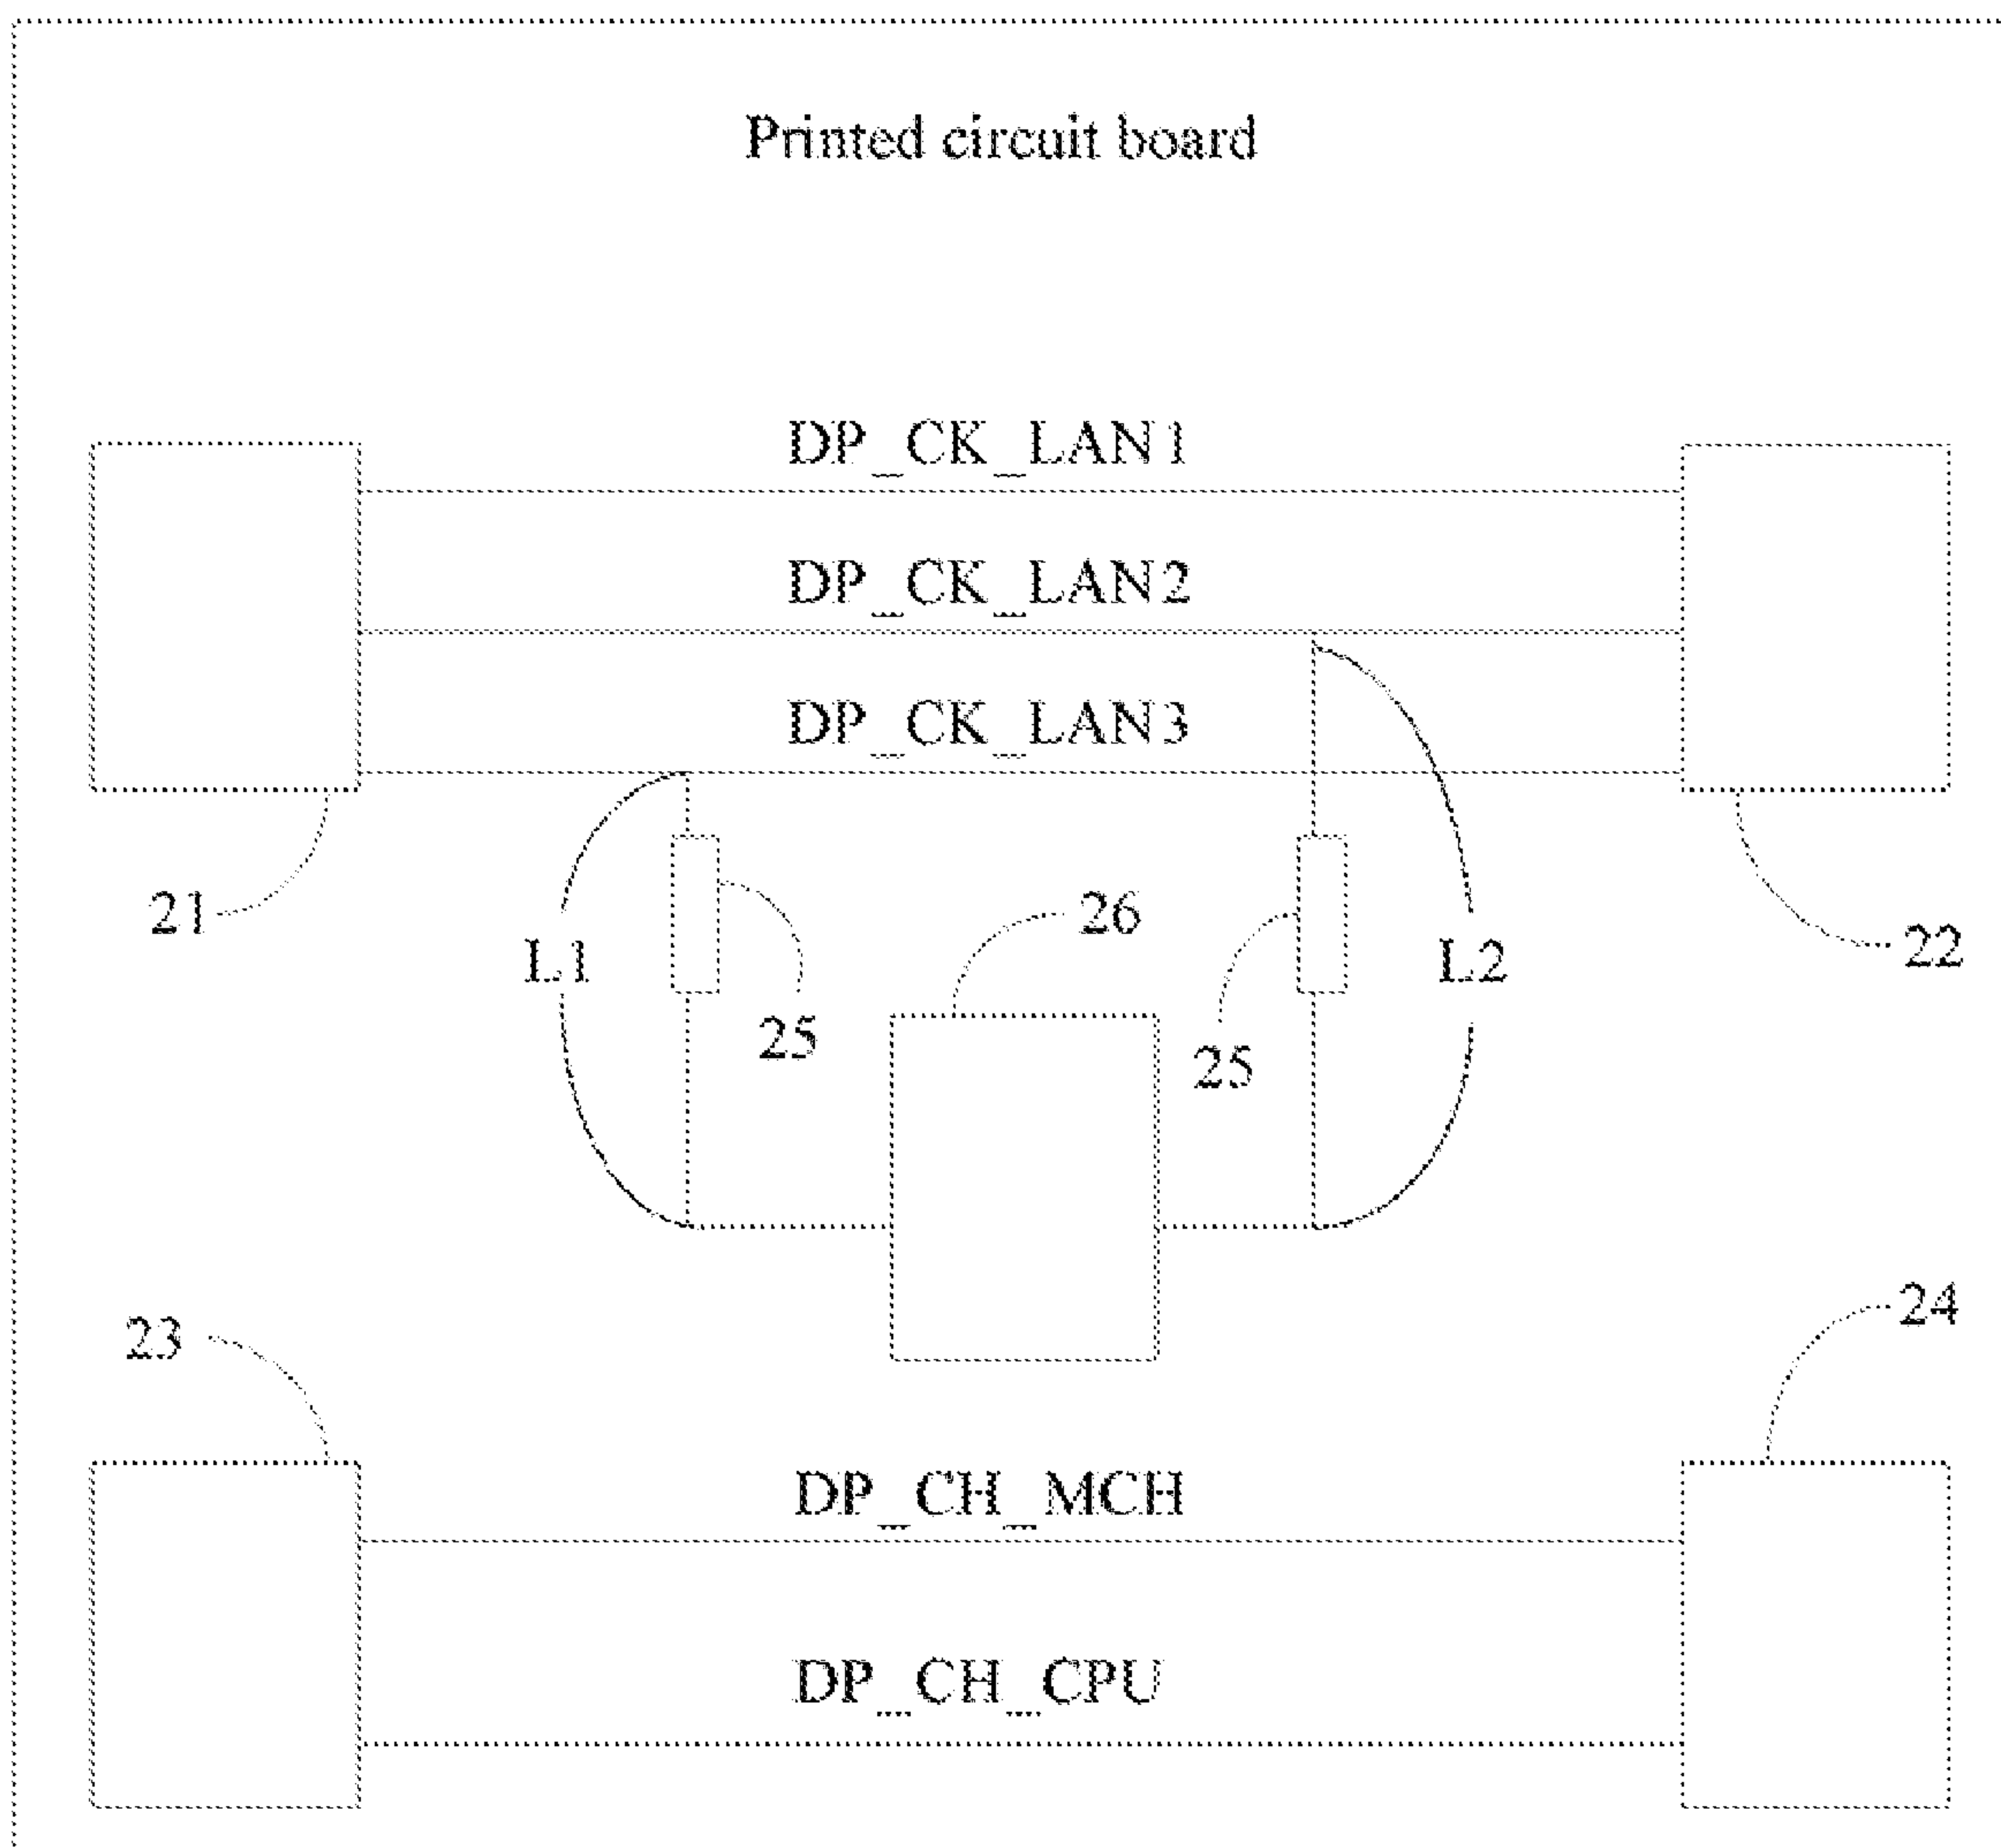 Printed circuit board
DP_CK_LAN1
DP_CK_LAN2
DP_CK_LAN3
21
L1
25
26
25
L2
22
23
24
DP_CH_MCH
DP_CH_CPU